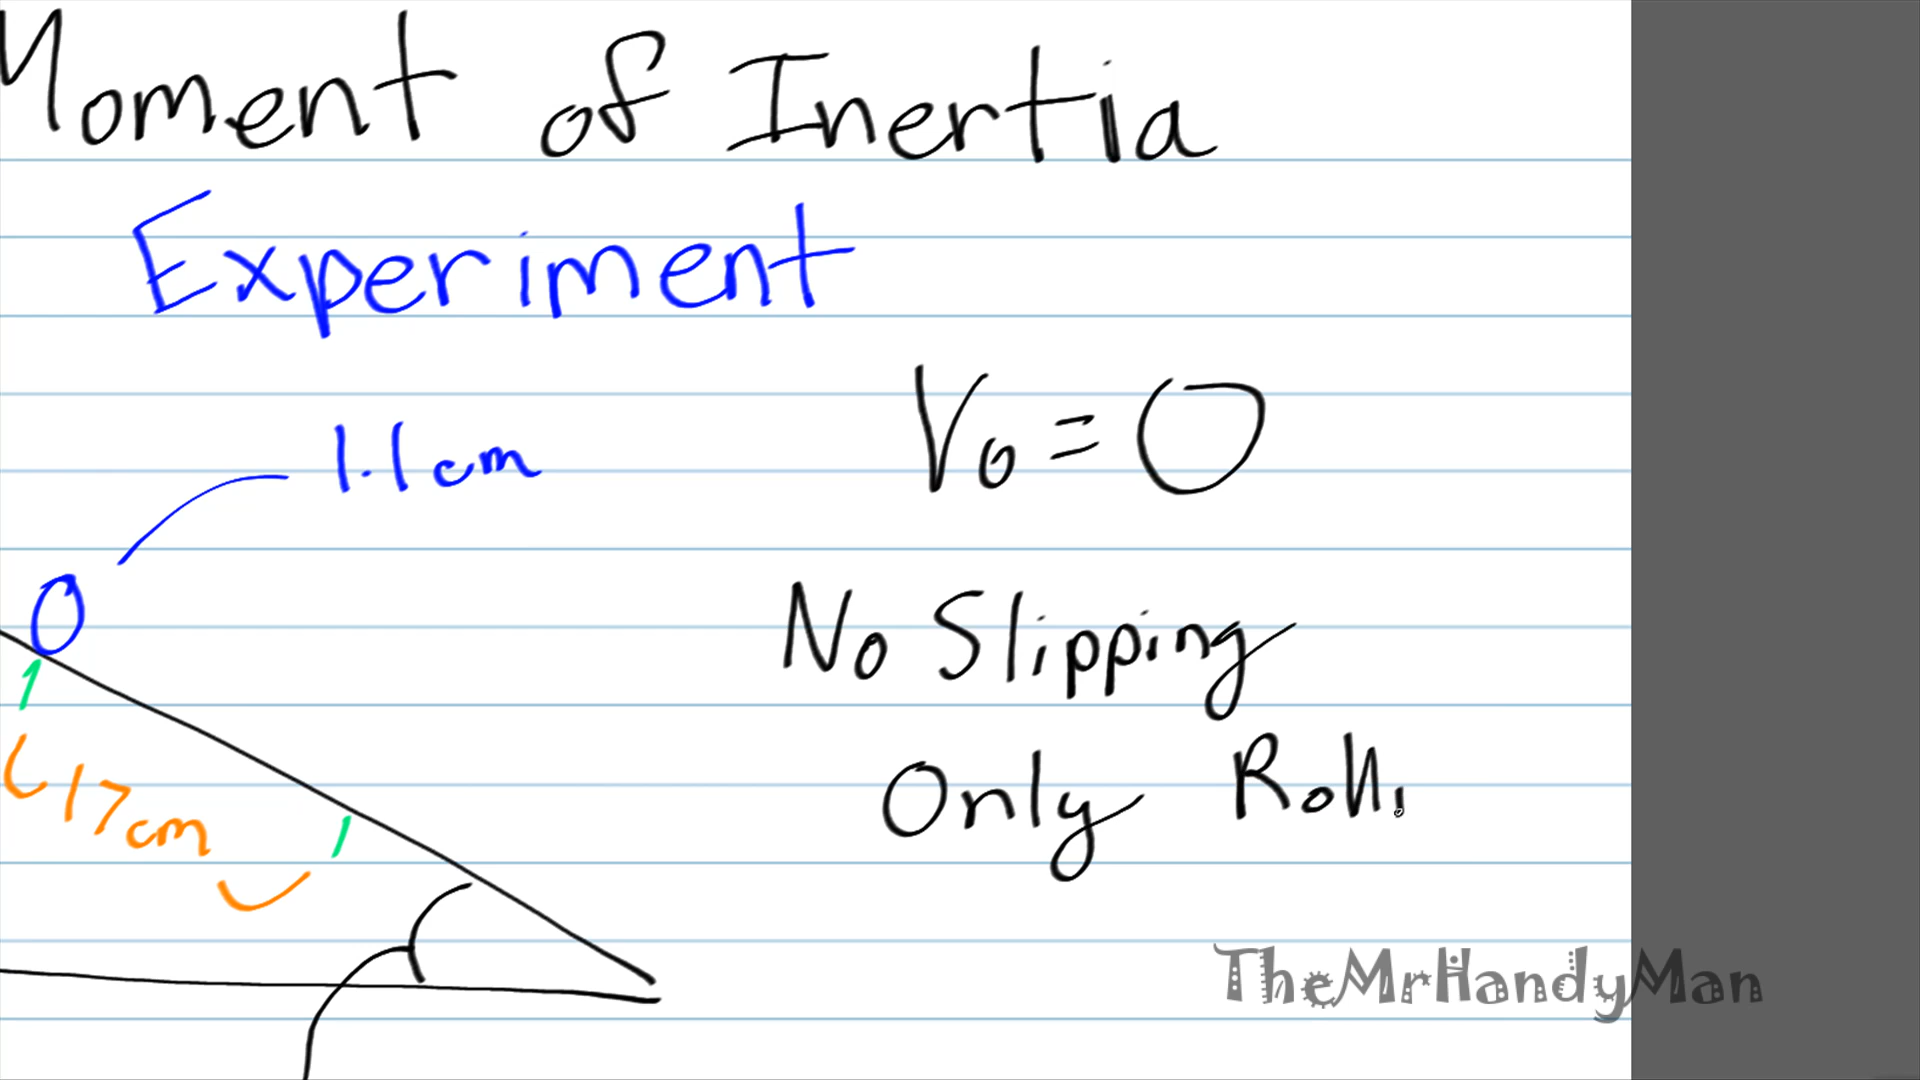 Moment of Inertia
Experiment
1.1cm
V₀ = 0
No Slipping
17cm
Only Roll
TheMrHandyMan